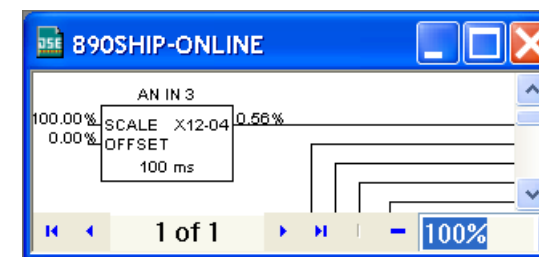 DSE 890SHIP-ONLINE
AN IN 3
100.00% SCALE X12-04 0.56%
0.00% OFFSET
100 ms
1 of 1 100%